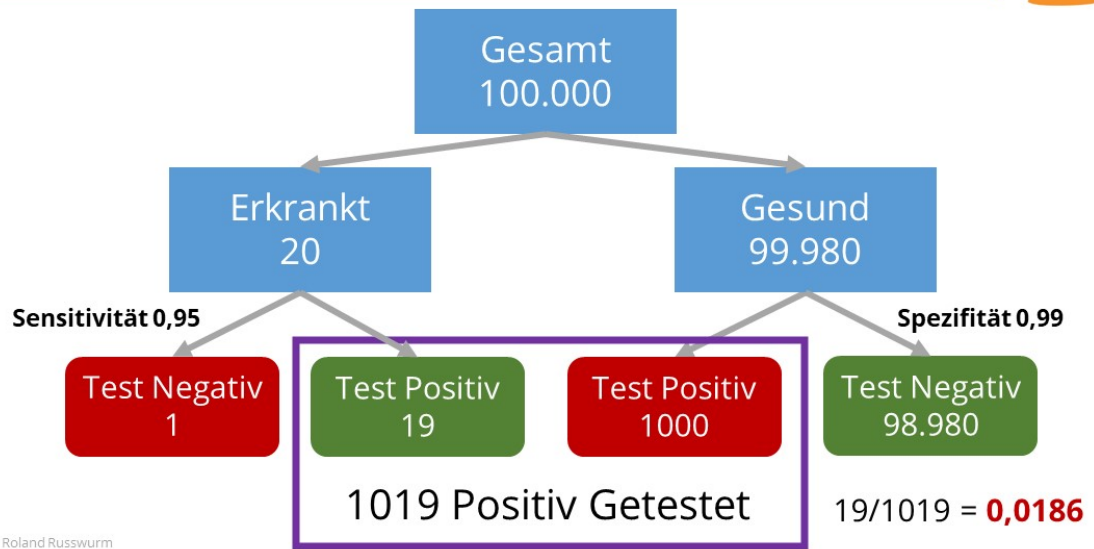 Gesamt
100.000
Erkrankt
20
Gesund
99.980
Sensitivität 0,95
Spezifität 0,99
Test Negativ
1
Test Positiv
19
Test Positiv
1000
Test Negativ
98.980
1019 Positiv Getestet
19/1019 = 0,0186
Roland Russwurm